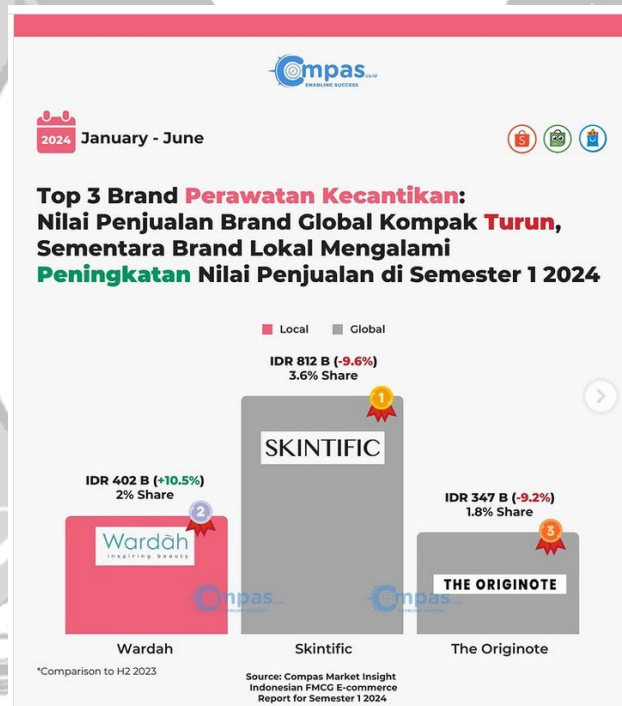 Compas.co.id
ENABLING SUCCESS
2024 January - June
Top 3 Brand Perawatan Kecantikan:
Nilai Penjualan Brand Global Kompak Turun,
Sementara Brand Lokal Mengalami
Peningkatan Nilai Penjualan di Semester 1 2024
Local Global
IDR 812 B (-9.6%)
3.6% Share
1
SKINTIFIC
IDR 402 B (+10.5%)
2% Share
2
Wardah
inspiring beauty
IDR 347 B (-9.2%)
1.8% Share
3
THE ORIGINOTE
Compas
Compas
Wardah Skintific The Originote
*Comparison to H2 2023
Source: Compas Market Insight
Indonesian FMCG E-commerce
Report for Semester 1 2024